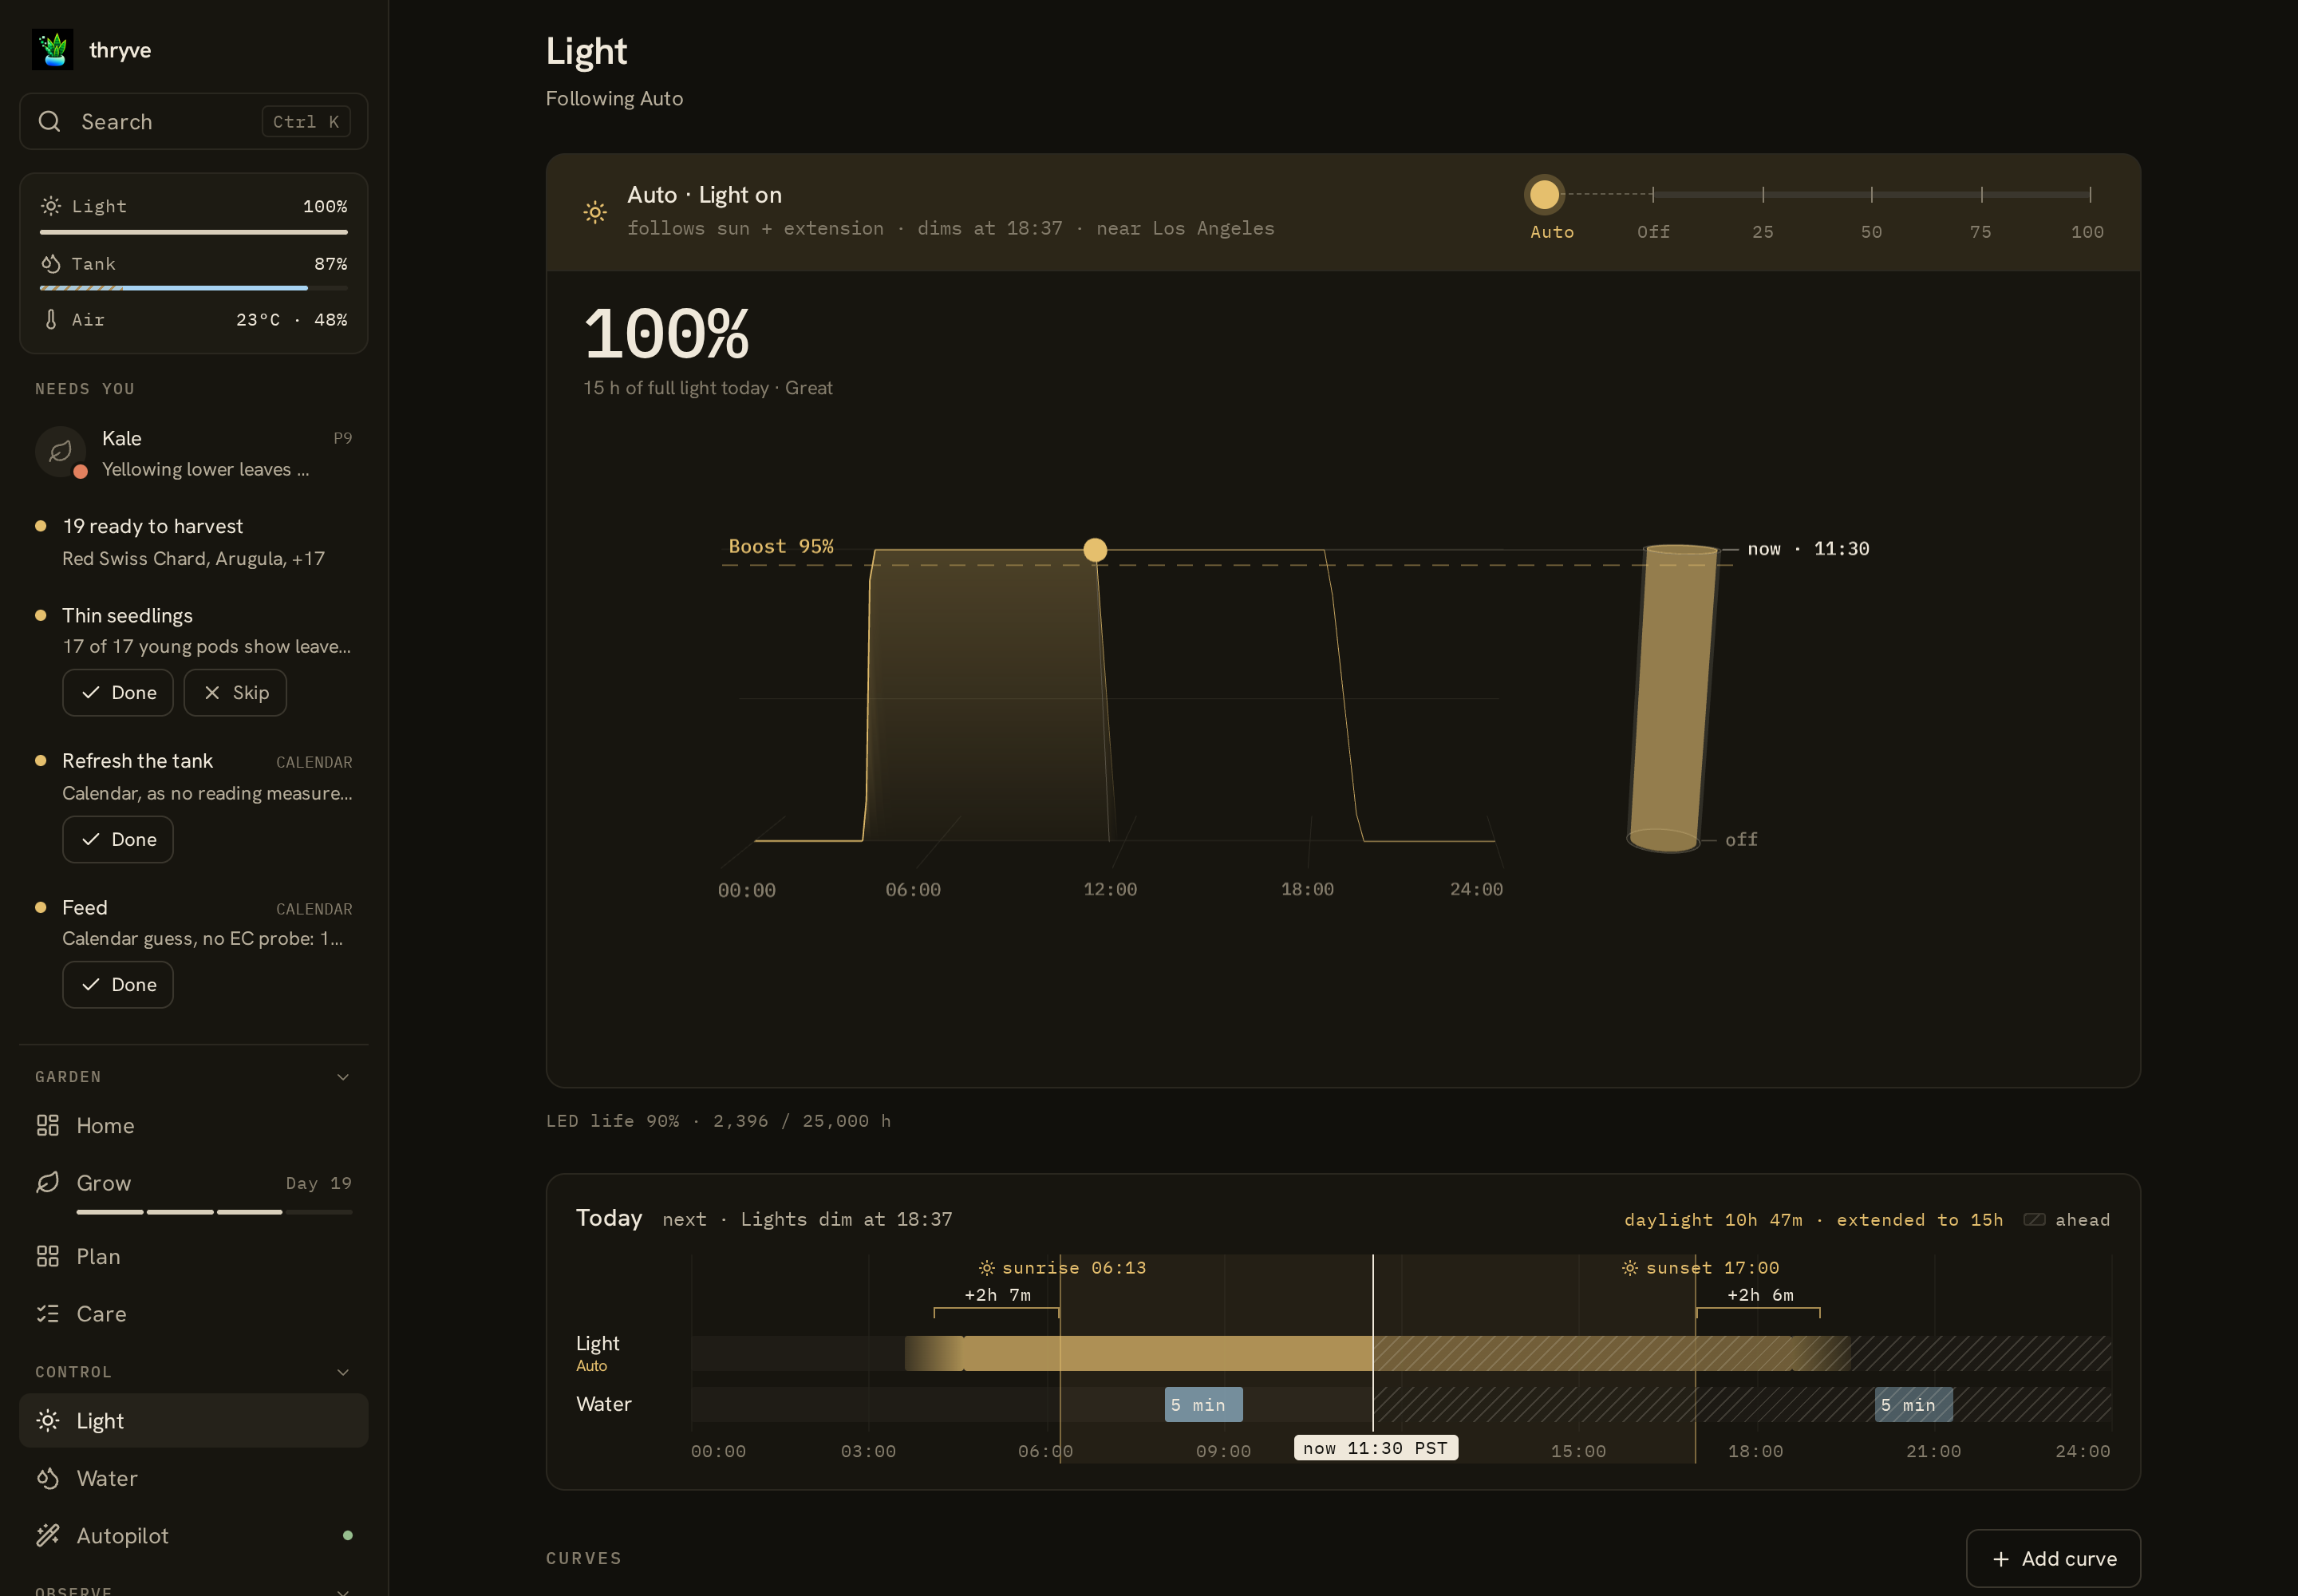 thryve
Search Ctrl K
Light 100%
Tank 87%
Air 23°C · 48%
NEEDS YOU
Kale P9
Yellowing lower leaves ...
19 ready to harvest
Red Swiss Chard, Arugula, +17
Thin seedlings
17 of 17 young pods show leave...
Done Skip
Refresh the tank CALENDAR
Calendar, as no reading measure...
Done
Feed CALENDAR
Calendar guess, no EC probe: 1...
Done
GARDEN
Home
Grow Day 19
Plan
Care
CONTROL
Light
Water
Autopilot
OBSERVE
Light
Following Auto
Auto · Light on
follows sun + extension · dims at 18:37 · near Los Angeles
Auto Off 25 50 75 100
100%
15 h of full light today · Great
Boost 95%
now · 11:30
off
00:00 06:00 12:00 18:00 24:00
LED life 90% · 2,396 / 25,000 h
Today next · Lights dim at 18:37
daylight 10h 47m · extended to 15h ahead
sunrise 06:13 sunset 17:00
+2h 7m +2h 6m
Light
Auto
Water 5 min 5 min
00:00 03:00 06:00 09:00 now 11:30 PST 15:00 18:00 21:00 24:00
CURVES
Add curve